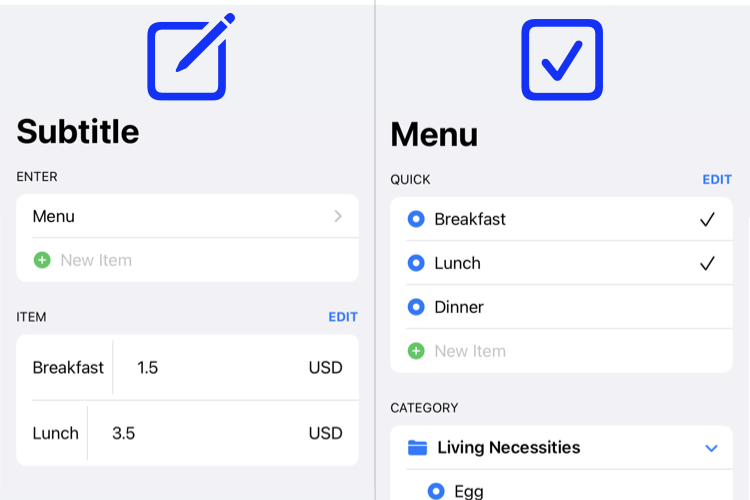 Subtitle
ENTER
Menu
New Item
ITEM EDIT
Breakfast 1.5 USD
Lunch 3.5 USD
Menu
QUICK EDIT
Breakfast
Lunch
Dinner
New Item
CATEGORY
Living Necessities
Egg